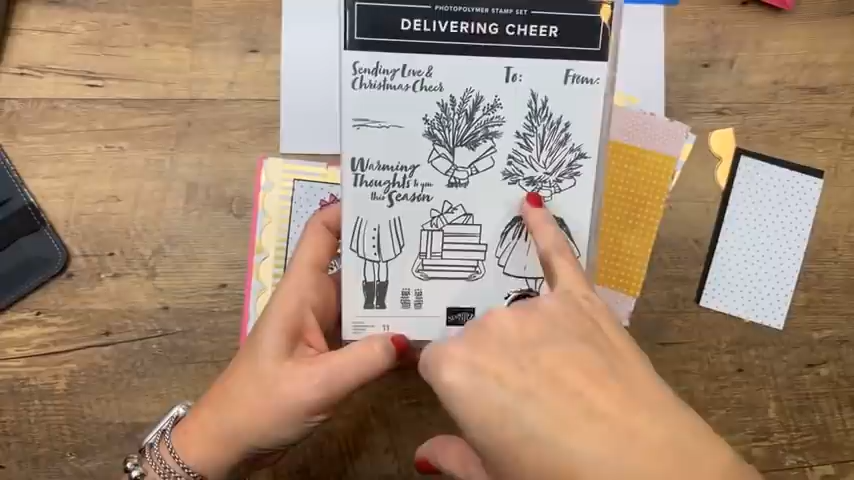 PHOTOPOLYMER STAMP SET
DELIVERING CHEER
Sending Love &
Christmas Cheer
To:
From:
Warming
Thoughts to you
this Season
11